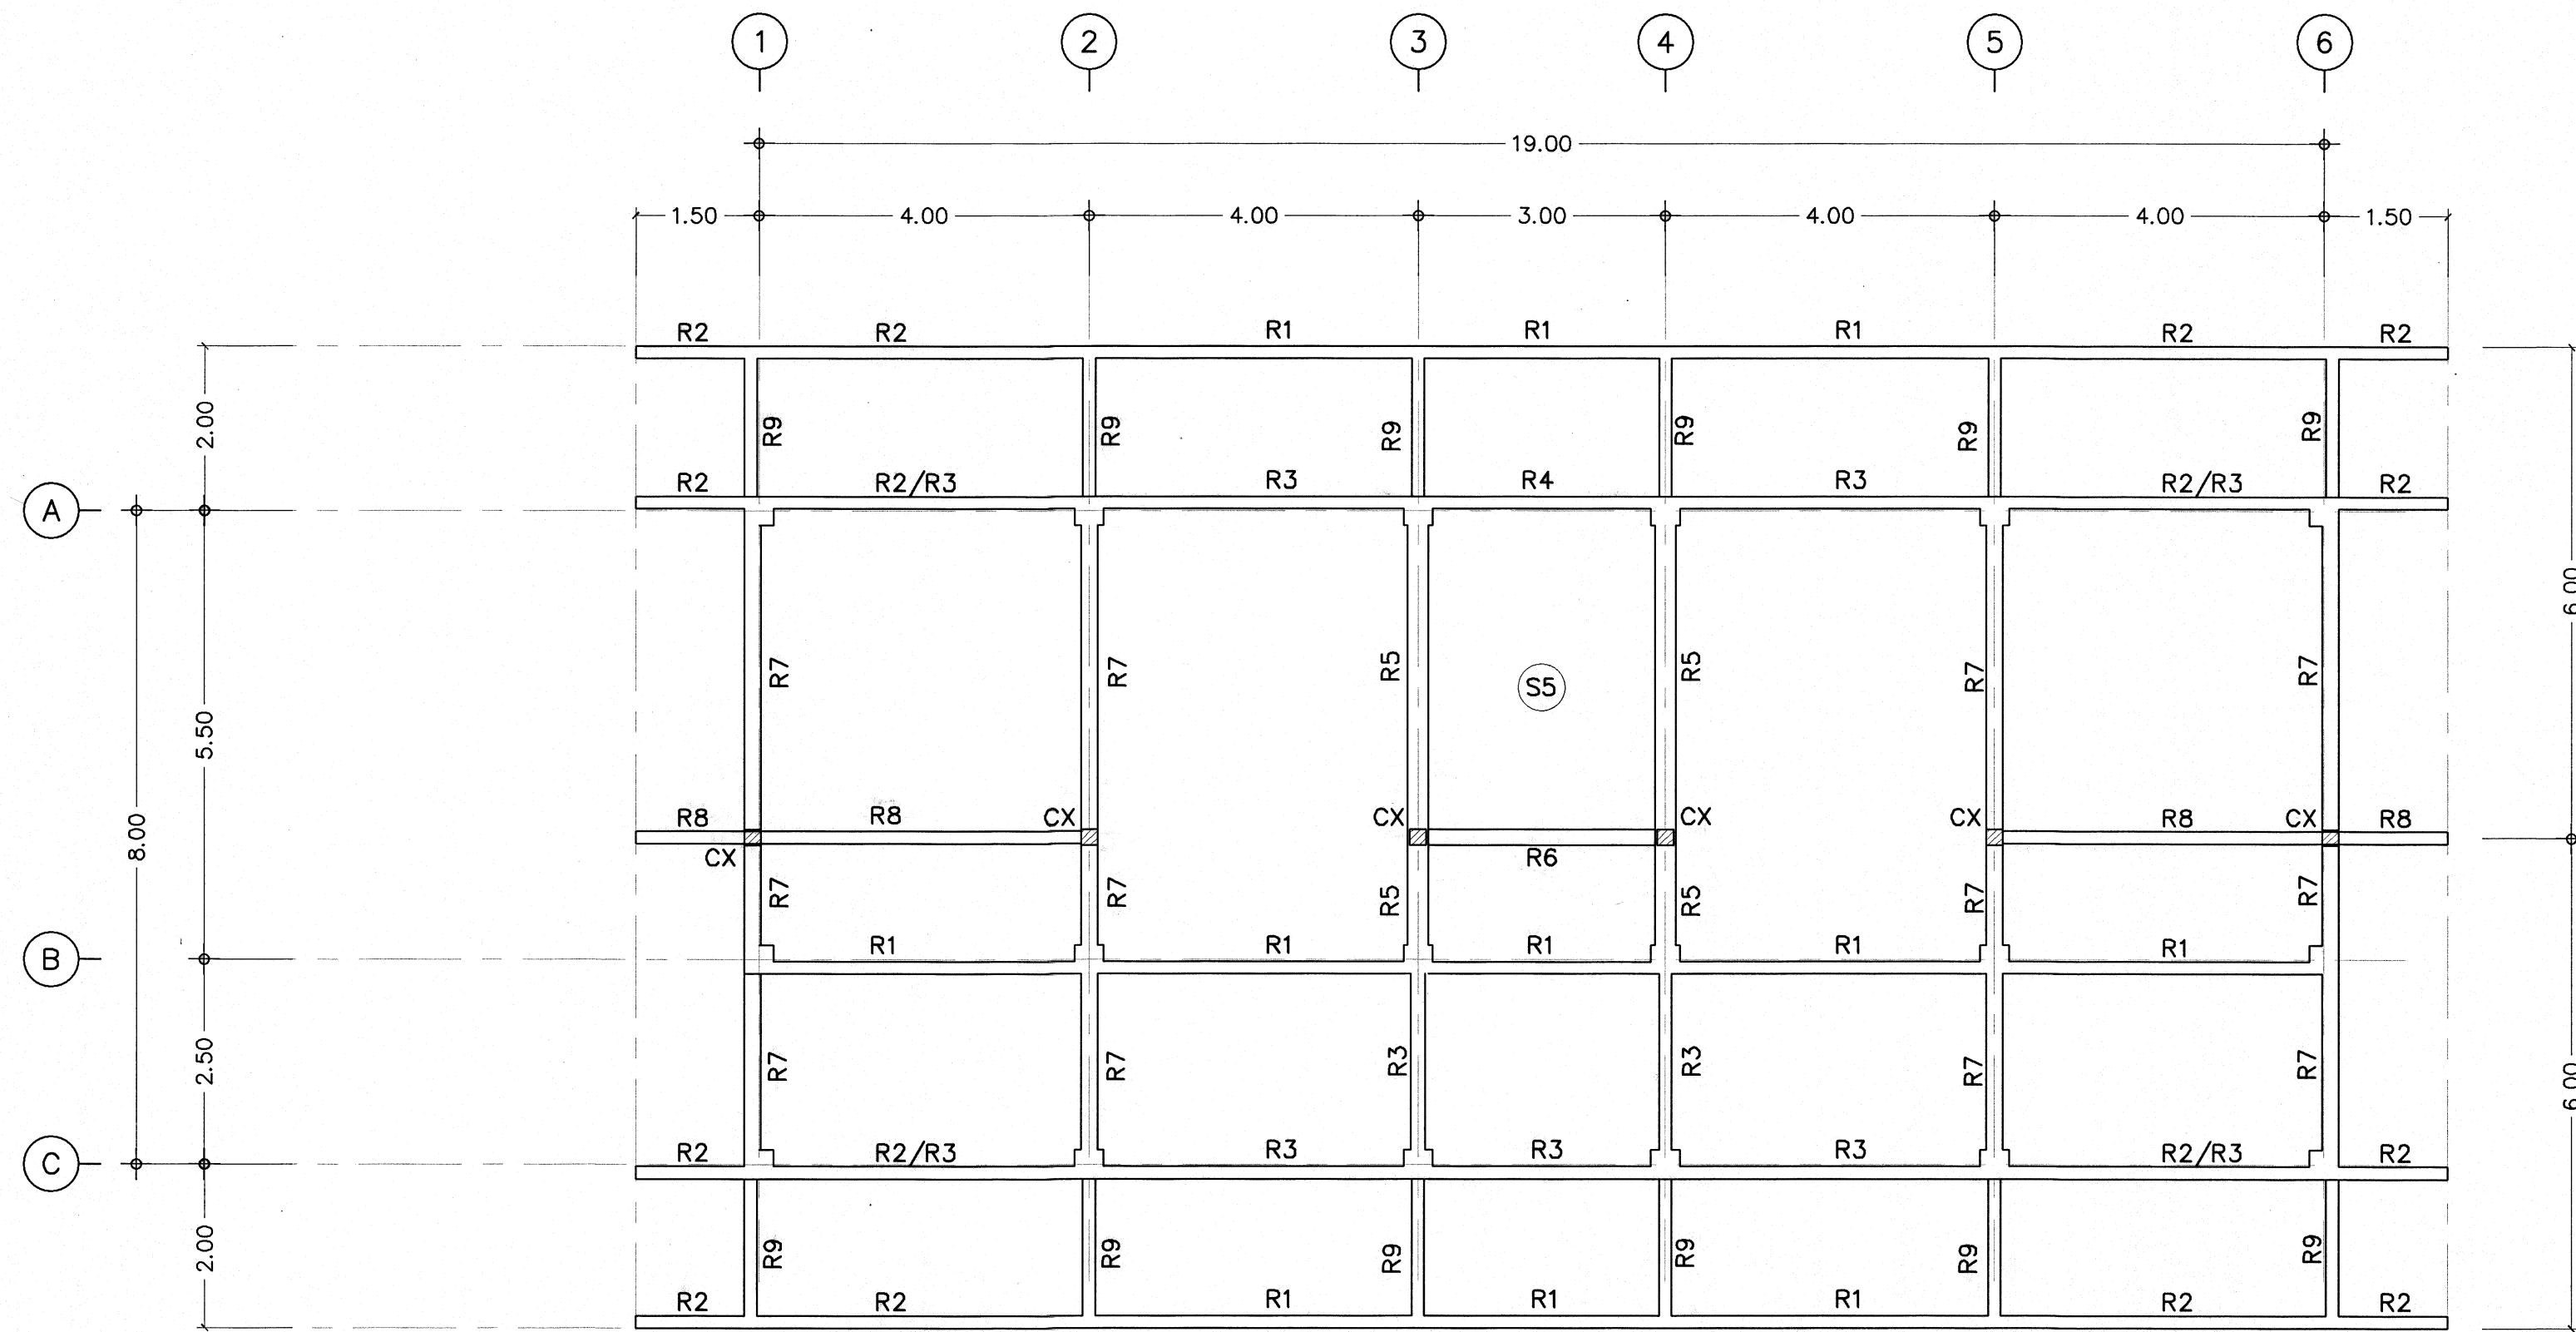 1 2 3 4 5 6
19.00
1.50 4.00 4.00 3.00 4.00 4.00 1.50
R2 R2 R1 R1 R1 R2 R2
2.00 R9 R9 R9 R9 R9 R9
R2 R2/R3 R3 R4 R3 R2/R3 R2
A
6.00
5.50 R7 R7 R5 S5 R5 R7 R7
8.00 R8 R8 CX CX CX CX R8 CX R8
CX R6
R7 R7 R5 R5 R7 R7
B R1 R1 R1 R1 R1
2.50 R7 R7 R3 R3 R7 R7 6.00
C R2 R2/R3 R3 R3 R3 R2/R3 R2
2.00 R9 R9 R9 R9 R9 R9
R2 R2 R1 R1 R1 R2 R2